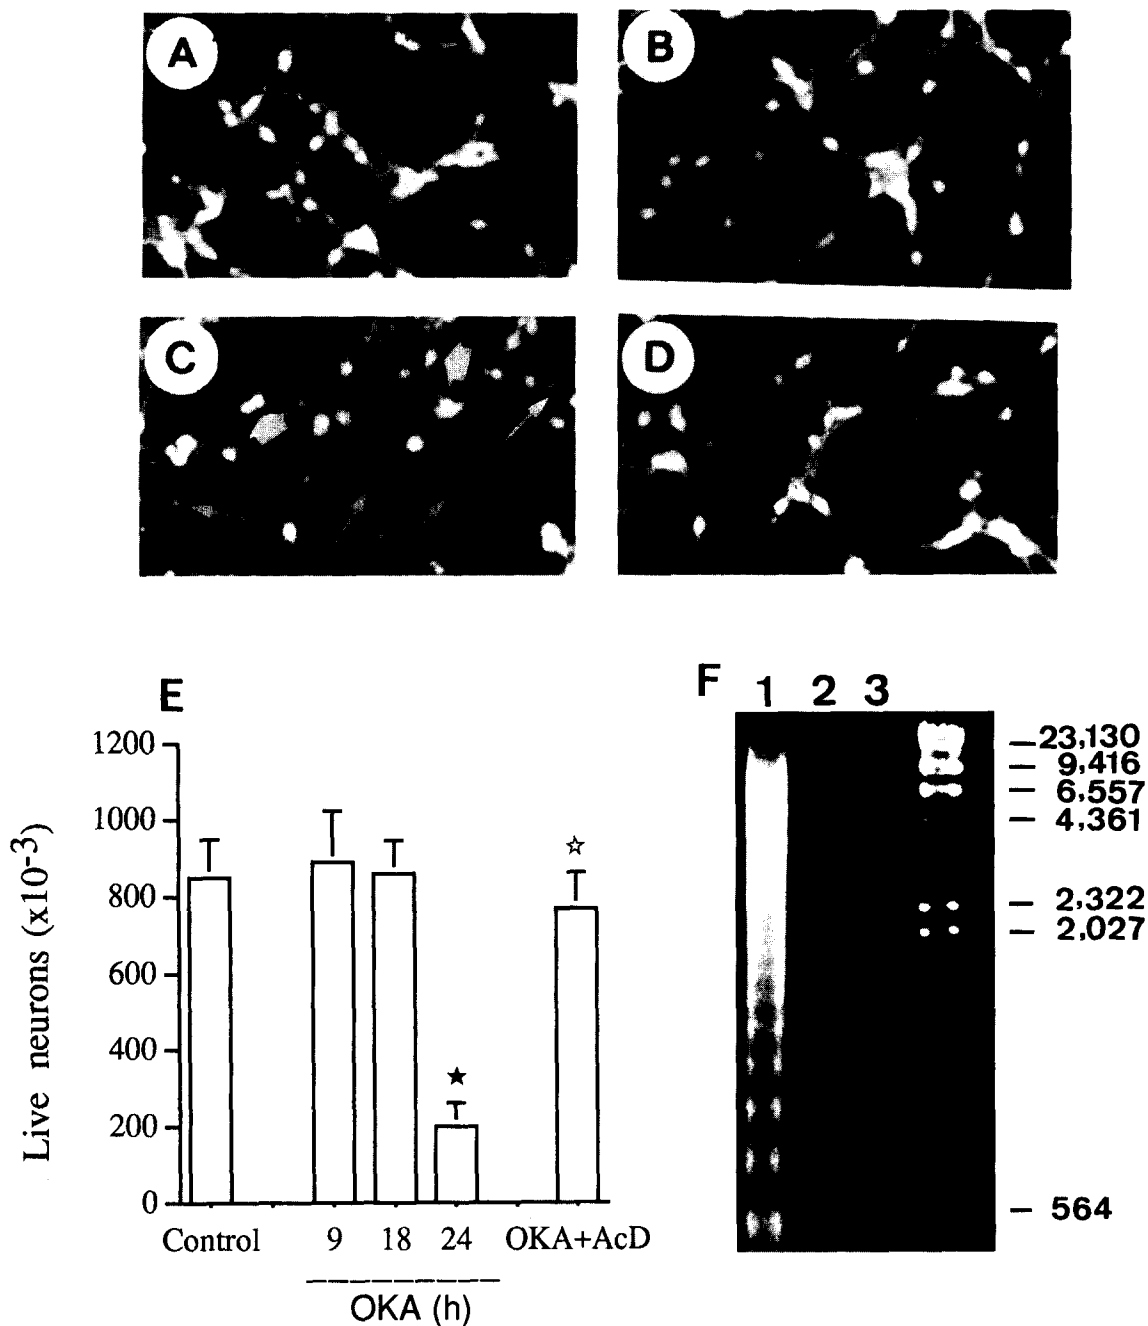 A
B
C
D
E
1200
1000
800
600
400
200
0
Live neurons (x10-3)
Control
9
18
24
OKA+AcD
OKA (h)
F
1 2 3
23,130
9,416
6,557
4,361
2,322
2,027
564